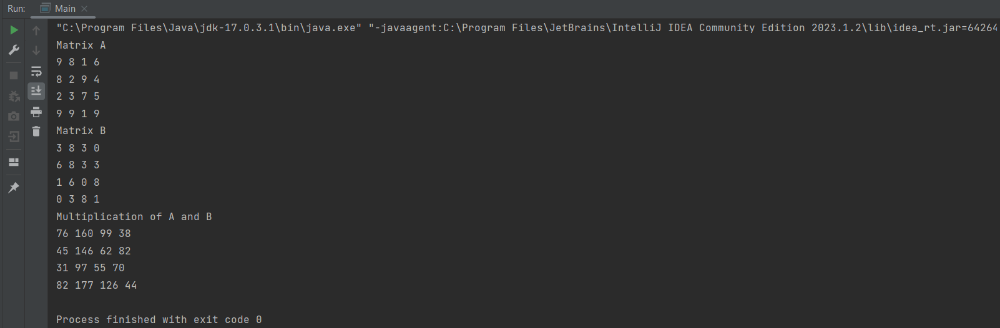 Run: Main
"C:\Program Files\Java\jdk-17.0.3.1\bin\java.exe" "-javaagent:C:\Program Files\JetBrains\IntelliJ IDEA Community Edition 2023.1.2\lib\idea_rt.jar=64264
Matrix A
9 8 1 6
8 2 9 4
2 3 7 5
9 9 1 9
Matrix B
3 8 3 0
6 8 3 3
1 6 0 8
0 3 8 1
Multiplication of A and B
76 160 99 38
45 146 62 82
31 97 55 70
82 177 126 44
Process finished with exit code 0